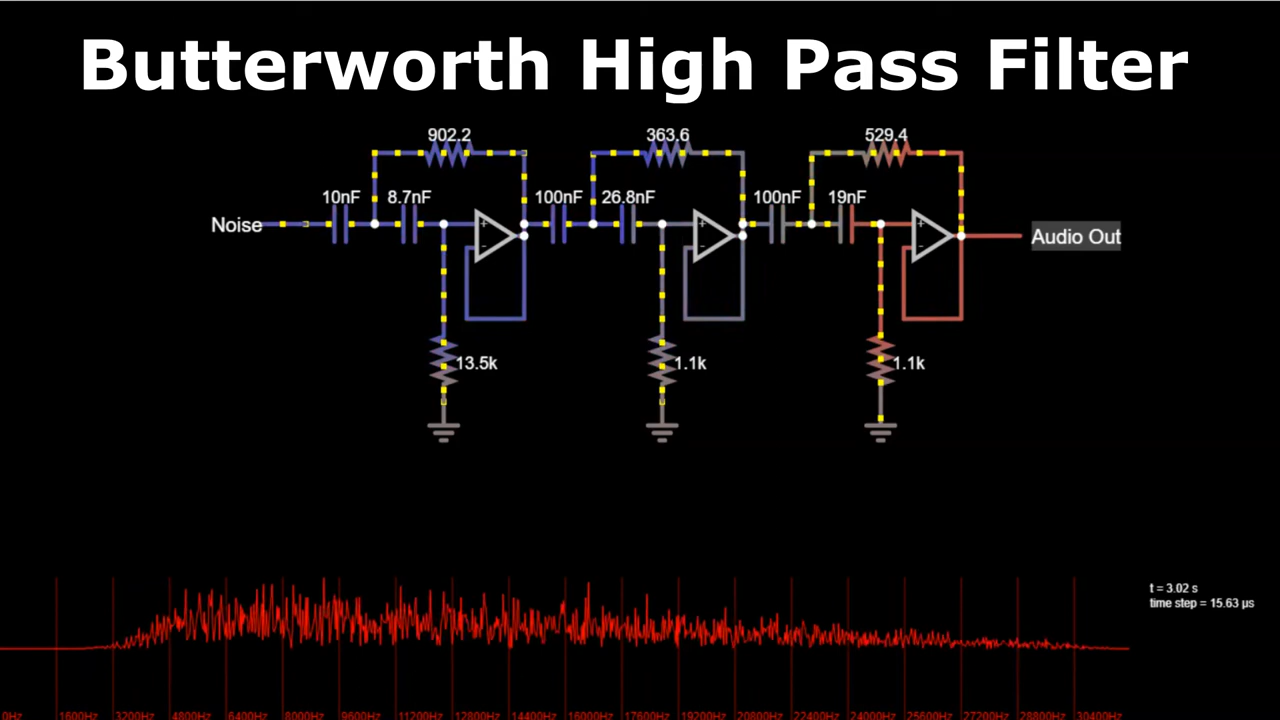 Butterworth High Pass Filter
902.2 363.6 529.4
10nF 8.7nF 100nF 26.8nF 100nF 19nF
Noise
+ + +
- - -
Audio Out
13.5k 1.1k 1.1k
t = 3.02 s
time step = 15.63 µs
0Hz 1600Hz 3200Hz 4800Hz 6400Hz 8000Hz 9600Hz 11200Hz 12800Hz 14400Hz 16000Hz 17600Hz 19200Hz 20800Hz 22400Hz 24000Hz 25600Hz 27200Hz 28800Hz 30400Hz